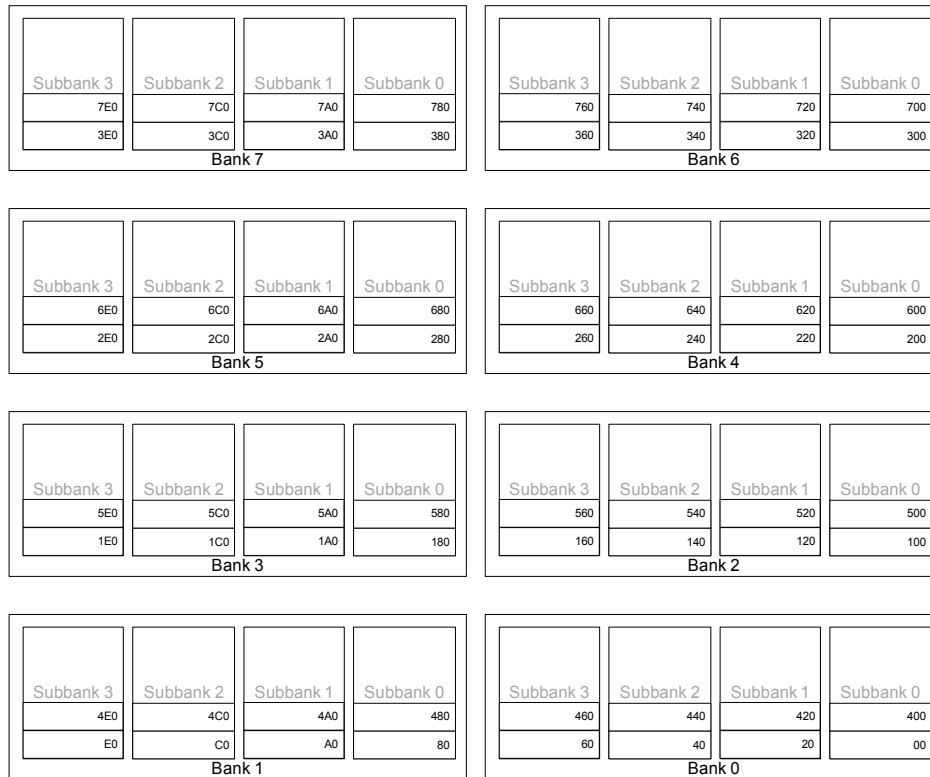 Subbank 3 Subbank 2 Subbank 1 Subbank 0 Subbank 3 Subbank 2 Subbank 1 Subbank 0
7E0 7C0 7A0 780 760 740 720 700
3E0 3C0 3A0 380 360 340 320 300
Bank 7 Bank 6
Subbank 3 Subbank 2 Subbank 1 Subbank 0 Subbank 3 Subbank 2 Subbank 1 Subbank 0
6E0 6C0 6A0 680 660 640 620 600
2E0 2C0 2A0 280 260 240 220 200
Bank 5 Bank 4
Subbank 3 Subbank 2 Subbank 1 Subbank 0 Subbank 3 Subbank 2 Subbank 1 Subbank 0
5E0 5C0 5A0 580 560 540 520 500
1E0 1C0 1A0 180 160 140 120 100
Bank 3 Bank 2
Subbank 3 Subbank 2 Subbank 1 Subbank 0 Subbank 3 Subbank 2 Subbank 1 Subbank 0
4E0 4C0 4A0 480 460 440 420 400
E0 C0 A0 80 60 40 20 00
Bank 1 Bank 0